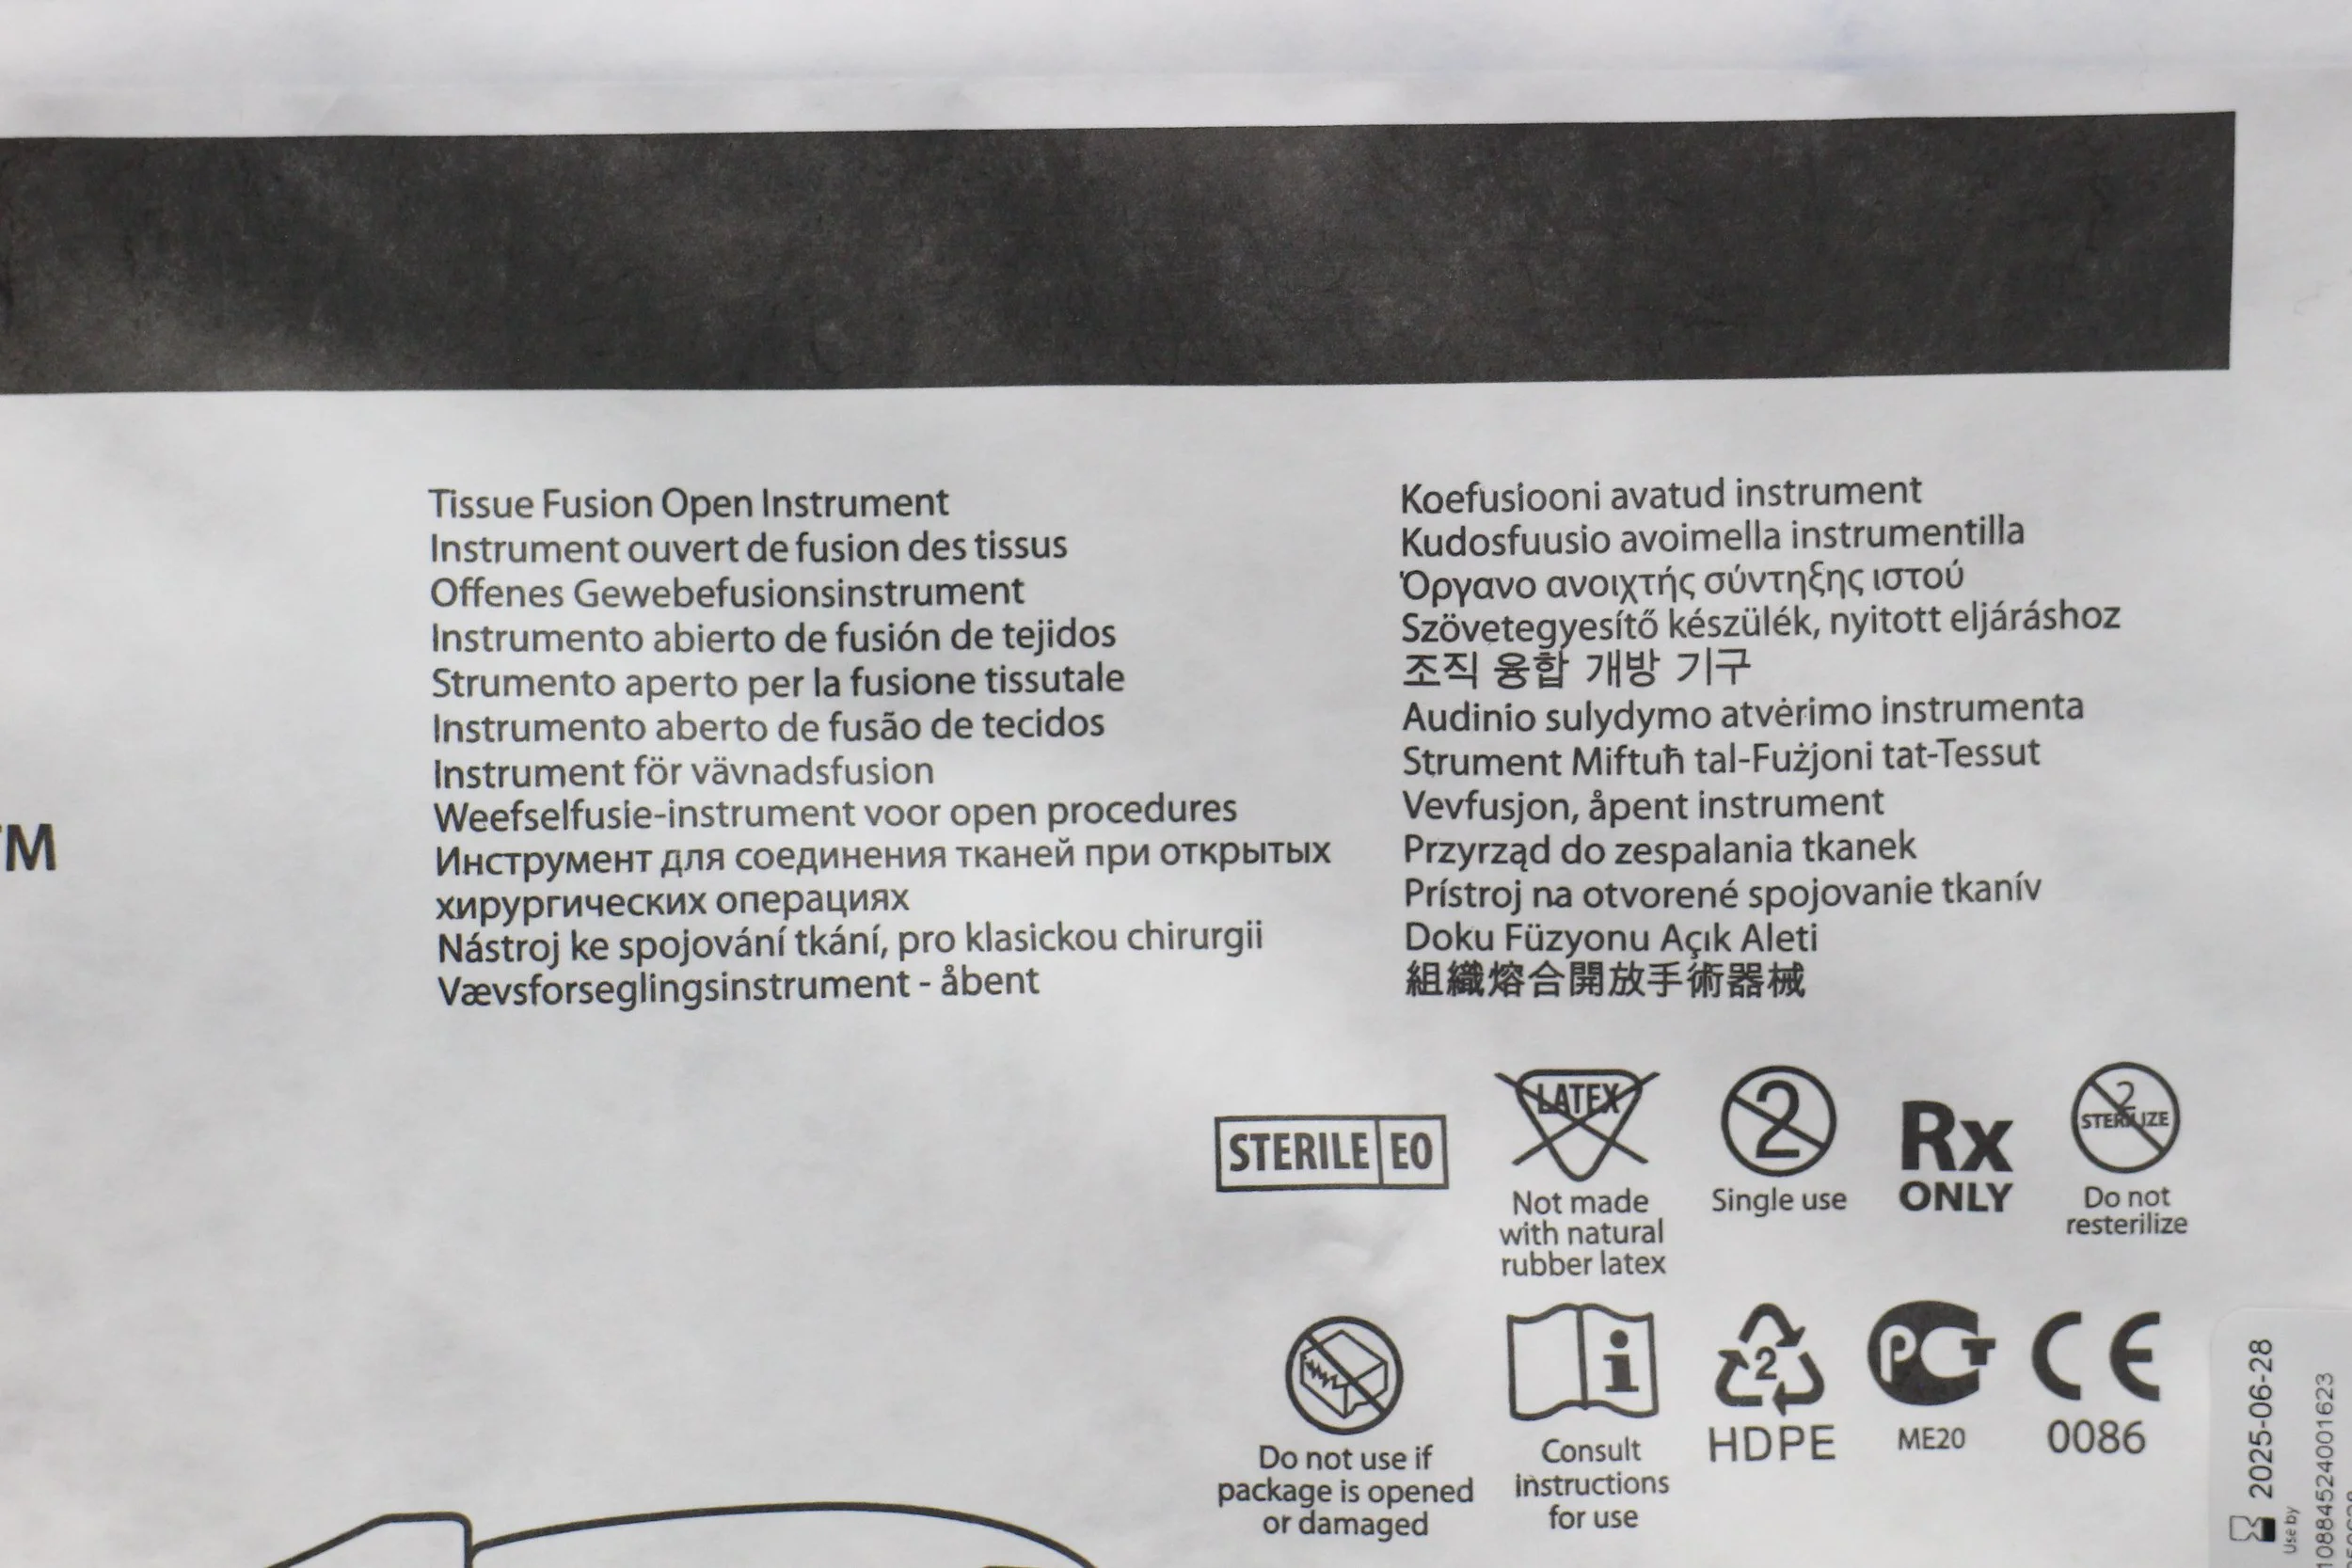 Tissue Fusion Open Instrument
Instrument ouvert de fusion des tissus
Offenes Gewebefusionsinstrument
Instrumento abierto de fusión de tejidos
Strumento aperto per la fusione tissutale
Instrumento aberto de fusão de tecidos
Instrument för vävnadsfusion
Weefselfusie-instrument voor open procedures
Инструмент для соединения тканей при открытых
хирургических операциях
Nástroj ke spojování tkání, pro klasickou chirurgii
Vævsforseglingsinstrument - åbent
Koefusiooni avatud instrument
Kudosfuusio avoimella instrumentilla
Όργανο ανοιχτής σύντηξης ιστού
Szövetegyesítő készülék, nyitott eljáráshoz
조직 융합 개방 기구
Audinio sulydymo atvėrimo instrumenta
Strument Miftuħ tal-Fużjoni tat-Tessut
Vevfusjon, åpent instrument
Przyrząd do zespalania tkanek
Prístroj na otvorené spojovanie tkanív
Doku Füzyonu Açık Aleti
組織熔合開放手術器械
TM
STERILE EO
LATEX
Not made
with natural
rubber latex
2
Single use
Rx
ONLY
2
STERILIZE
Do not
resterilize
Do not use if
package is opened
or damaged
i
Consult
instructions
for use
2
HDPE
РСТ
ME20
CE
0086
2025-06-28
Use by
10884524001623